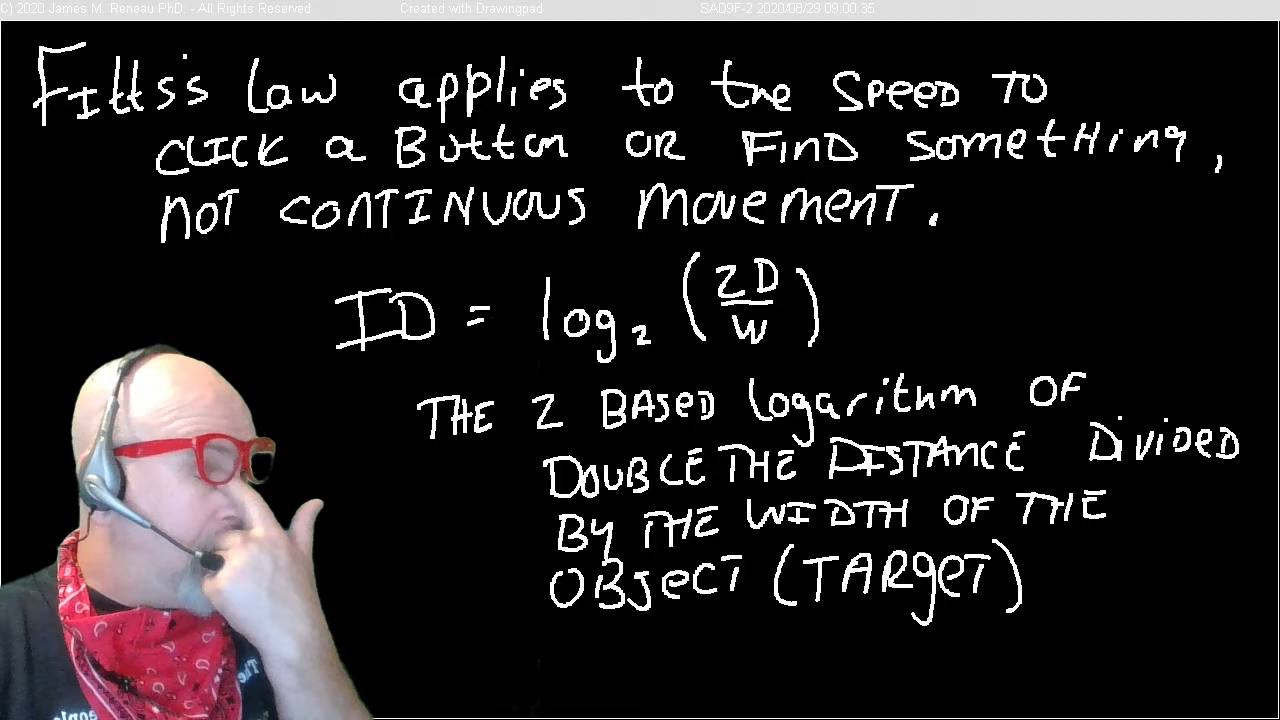 (C) 2020 James M. Reneau PhD. - All Rights Reserved
Created with Drawingpad
SAD9F-2 2020/08/29 09:00.35
Fitts's law applies to the speed to
click a button or find something,
not continuous movement.
ID = log₂ (2D/W)
The 2 based logarithm of
double the distance divided
by the width of the
object (target)
The